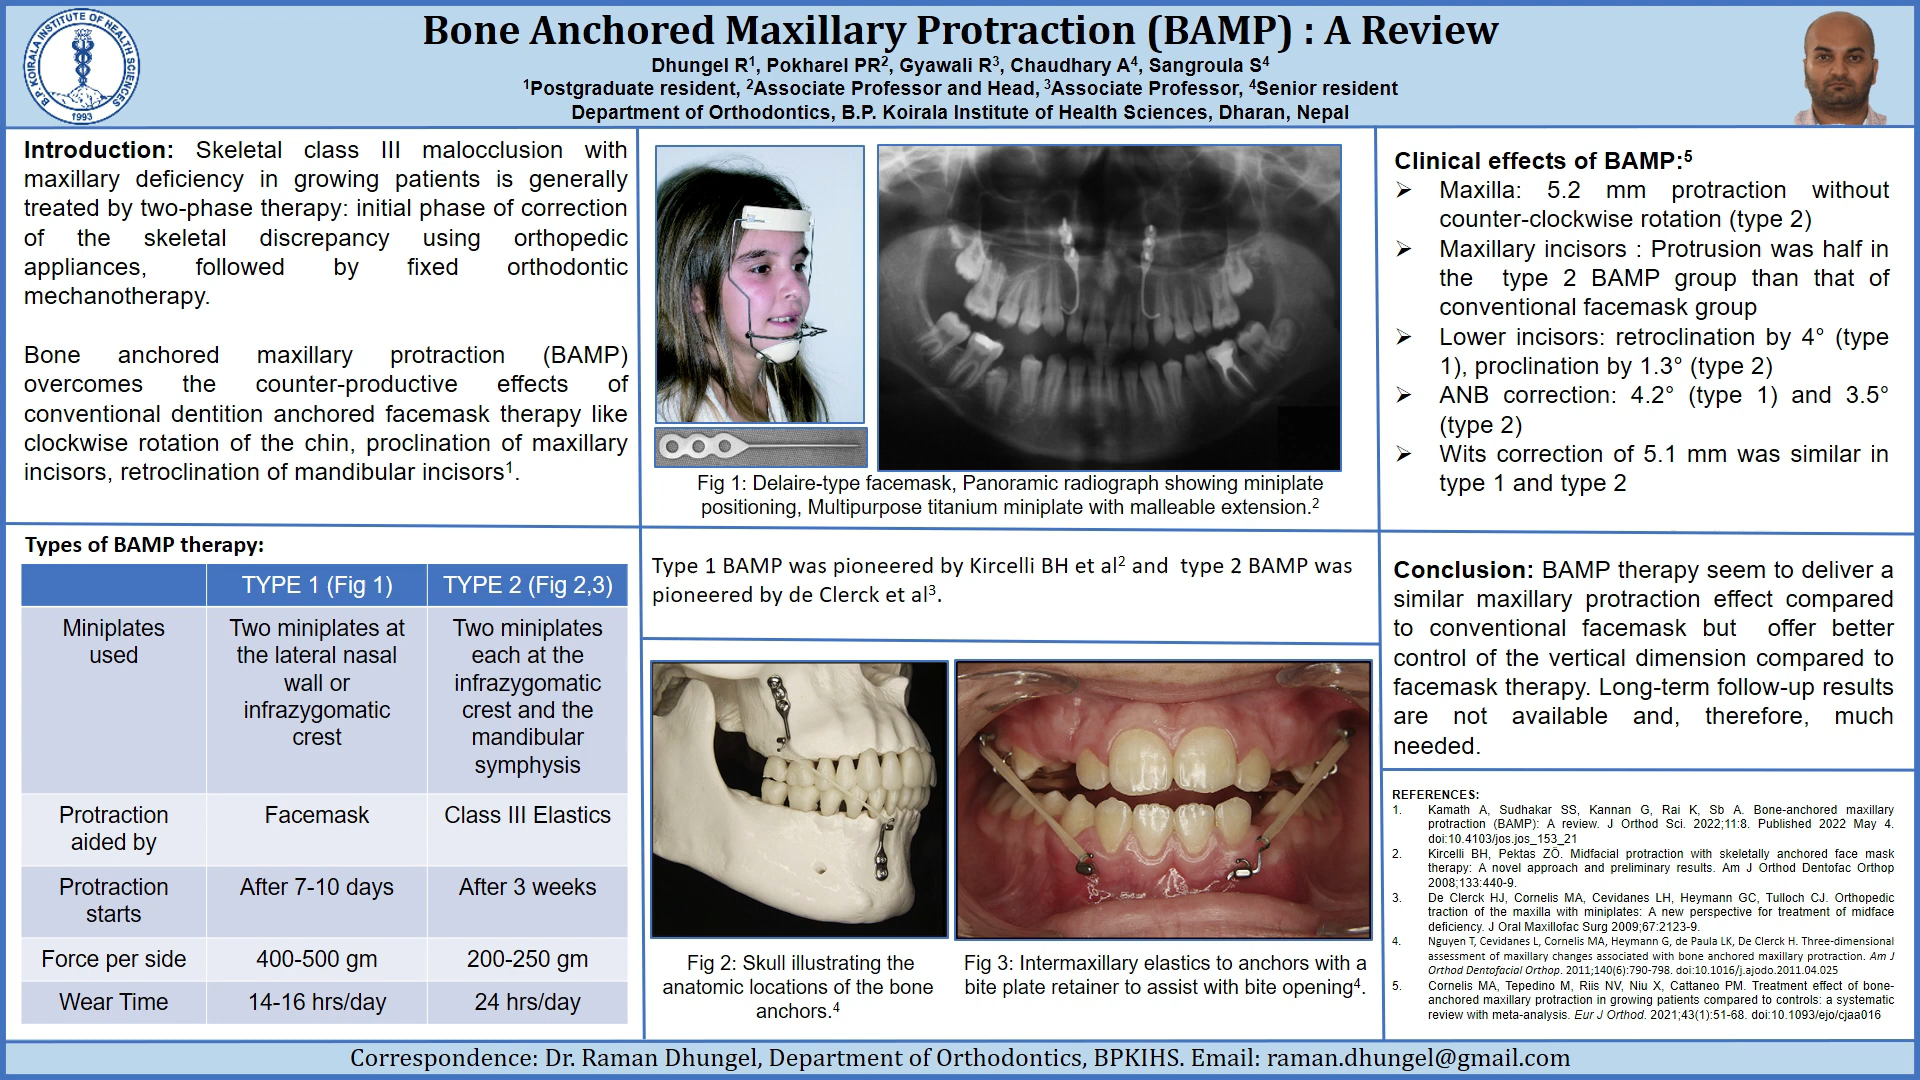 B.P. KOIRALA INSTITUTE OF HEALTH SCIENCES
1993
Bone Anchored Maxillary Protraction (BAMP) : A Review
Dhungel R1, Pokharel PR2, Gyawali R3, Chaudhary A4, Sangroula S4
1Postgraduate resident, 2Associate Professor and Head, 3Associate Professor, 4Senior resident
Department of Orthodontics, B.P. Koirala Institute of Health Sciences, Dharan, Nepal
Introduction: Skeletal class III malocclusion with
maxillary deficiency in growing patients is generally
treated by two-phase therapy: initial phase of correction
of the skeletal discrepancy using orthopedic
appliances, followed by fixed orthodontic
mechanotherapy.
Bone anchored maxillary protraction (BAMP)
overcomes the counter-productive effects of
conventional dentition anchored facemask therapy like
clockwise rotation of the chin, proclination of maxillary
incisors, retroclination of mandibular incisors1.
Fig 1: Delaire-type facemask, Panoramic radiograph showing miniplate
positioning, Multipurpose titanium miniplate with malleable extension.2
Clinical effects of BAMP:5
➢ Maxilla: 5.2 mm protraction without
counter-clockwise rotation (type 2)
➢ Maxillary incisors : Protrusion was half in
the type 2 BAMP group than that of
conventional facemask group
➢ Lower incisors: retroclination by 4° (type
1), proclination by 1.3° (type 2)
➢ ANB correction: 4.2° (type 1) and 3.5°
(type 2)
➢ Wits correction of 5.1 mm was similar in
type 1 and type 2
Types of BAMP therapy:
TYPE 1 (Fig 1) TYPE 2 (Fig 2,3)
Miniplates used Two miniplates at the lateral nasal wall or infrazygomatic crest Two miniplates each at the infrazygomatic crest and the mandibular symphysis
Protraction aided by Facemask Class III Elastics
Protraction starts After 7-10 days After 3 weeks
Force per side 400-500 gm 200-250 gm
Wear Time 14-16 hrs/day 24 hrs/day
Type 1 BAMP was pioneered by Kircelli BH et al2 and type 2 BAMP was
pioneered by de Clerck et al3.
Fig 2: Skull illustrating the
anatomic locations of the bone
anchors.4
Fig 3: Intermaxillary elastics to anchors with a
bite plate retainer to assist with bite opening4.
Conclusion: BAMP therapy seem to deliver a
similar maxillary protraction effect compared
to conventional facemask but offer better
control of the vertical dimension compared to
facemask therapy. Long-term follow-up results
are not available and, therefore, much
needed.
REFERENCES:
1. Kamath A, Sudhakar SS, Kannan G, Rai K, Sb A. Bone-anchored maxillary
protraction (BAMP): A review. J Orthod Sci. 2022;11:8. Published 2022 May 4.
doi:10.4103/jos.jos_153_21
2. Kircelli BH, Pektas ZÖ. Midfacial protraction with skeletally anchored face mask
therapy: A novel approach and preliminary results. Am J Orthod Dentofac Orthop
2008;133:440-9.
3. De Clerck HJ, Cornelis MA, Cevidanes LH, Heymann GC, Tulloch CJ. Orthopedic
traction of the maxilla with miniplates: A new perspective for treatment of midface
deficiency. J Oral Maxillofac Surg 2009;67:2123-9.
4. Nguyen T, Cevidanes L, Cornelis MA, Heymann G, de Paula LK, De Clerck H. Three-dimensional
assessment of maxillary changes associated with bone anchored maxillary protraction. Am J
Orthod Dentofacial Orthop. 2011;140(6):790-798. doi:10.1016/j.ajodo.2011.04.025
5. Cornelis MA, Tepedino M, Riis NV, Niu X, Cattaneo PM. Treatment effect of bone-
anchored maxillary protraction in growing patients compared to controls: a systematic
review with meta-analysis. Eur J Orthod. 2021;43(1):51-68. doi:10.1093/ejo/cjaa016
Correspondence: Dr. Raman Dhungel, Department of Orthodontics, BPKIHS. Email: raman.dhungel@gmail.com